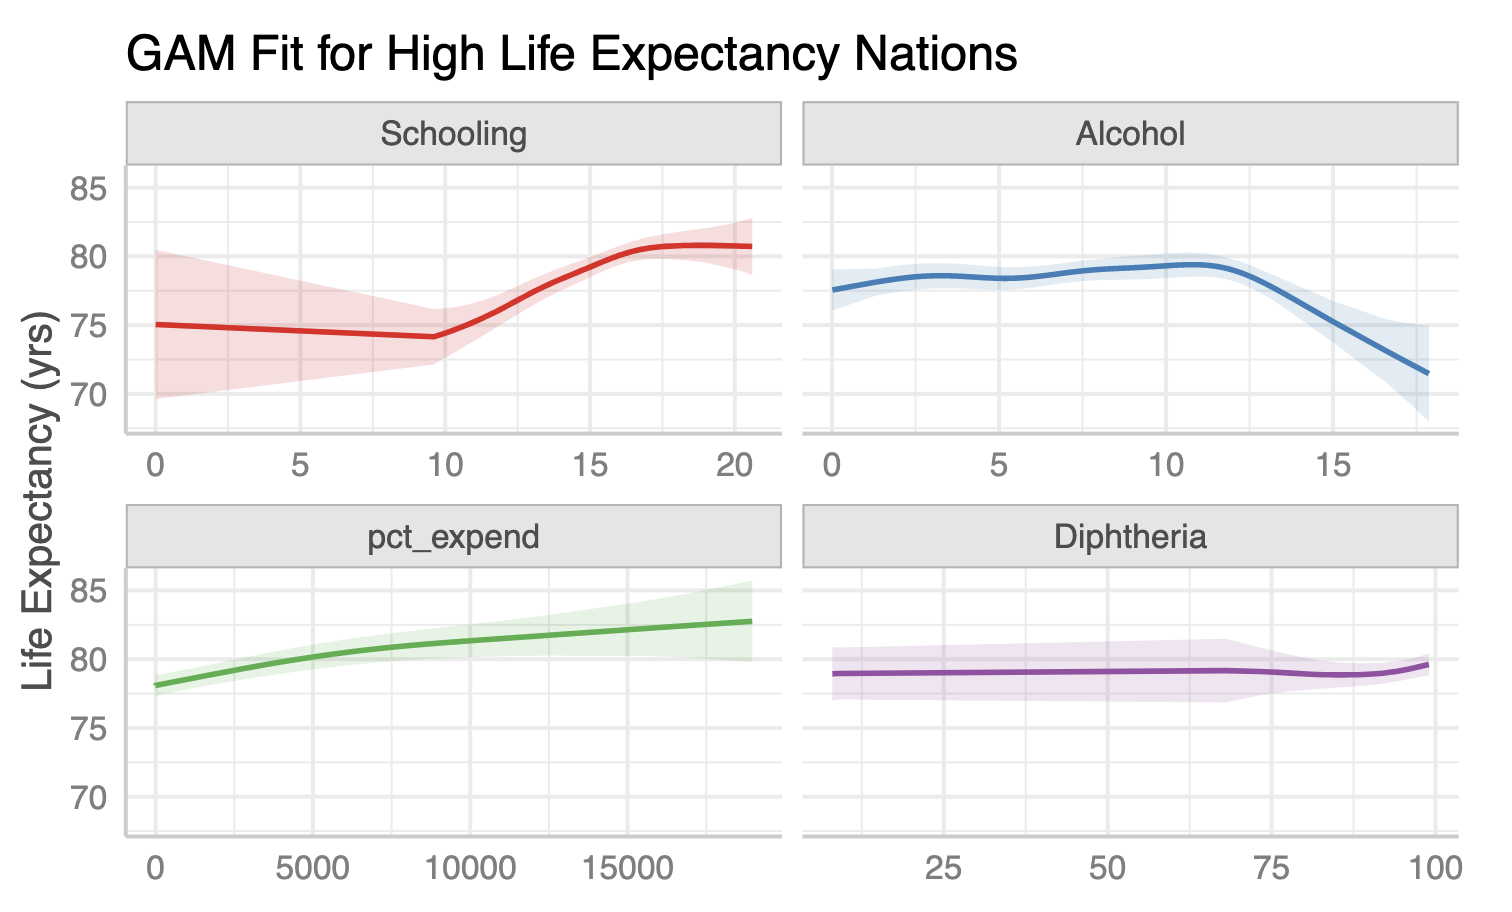 GAM Fit for High Life Expectancy Nations
Schooling
Alcohol
Life Expectancy (yrs)
85
80
75
70
0 5 10 15 20
0 5 10 15
pct_expend
Diphtheria
85
80
75
70
0 5000 10000 15000
25 50 75 100